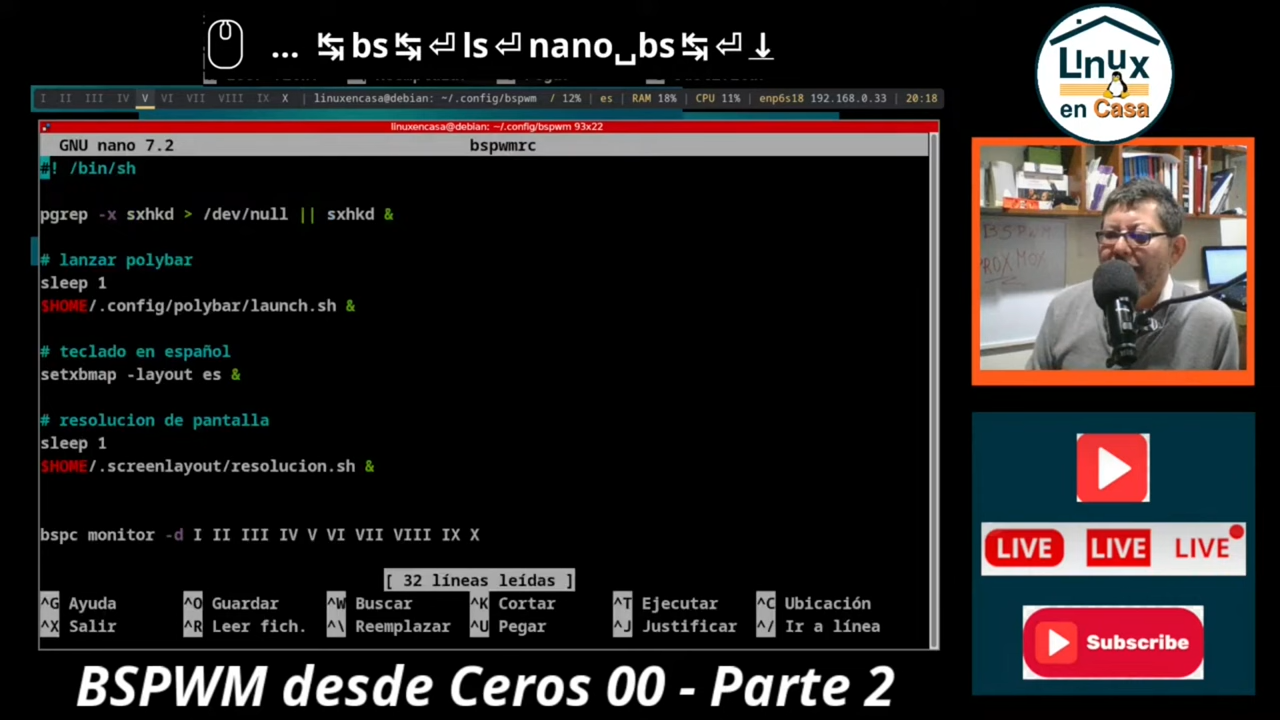 ... ↹bs↹⏎ls⏎nano␣bs↹⏎↓
I II III IV V VI VII VIII IX X | linuxencasa@debian: ~/.config/bspwm / 12% | es | RAM 18% | CPU 11% | enp6s18 192.168.0.33 | 20:18
linuxencasa@debian: ~/.config/bspwm 93x22
GNU nano 7.2 bspwmrc
#! /bin/sh
pgrep -x sxhkd > /dev/null || sxhkd &
# lanzar polybar
sleep 1
$HOME/.config/polybar/launch.sh &
# teclado en español
setxbmap -layout es &
# resolucion de pantalla
sleep 1
$HOME/.screenlayout/resolucion.sh &
bspc monitor -d I II III IV V VI VII VIII IX X
[ 32 líneas leídas ]
^G Ayuda ^O Guardar ^W Buscar ^K Cortar ^T Ejecutar ^C Ubicación
^X Salir ^R Leer fich. ^\ Reemplazar ^U Pegar ^J Justificar ^/ Ir a línea
LInux
en Casa
BSPWM
PROXMOX
LIVE LIVE LIVE
Subscribe
BSPWM desde Ceros 00 - Parte 2